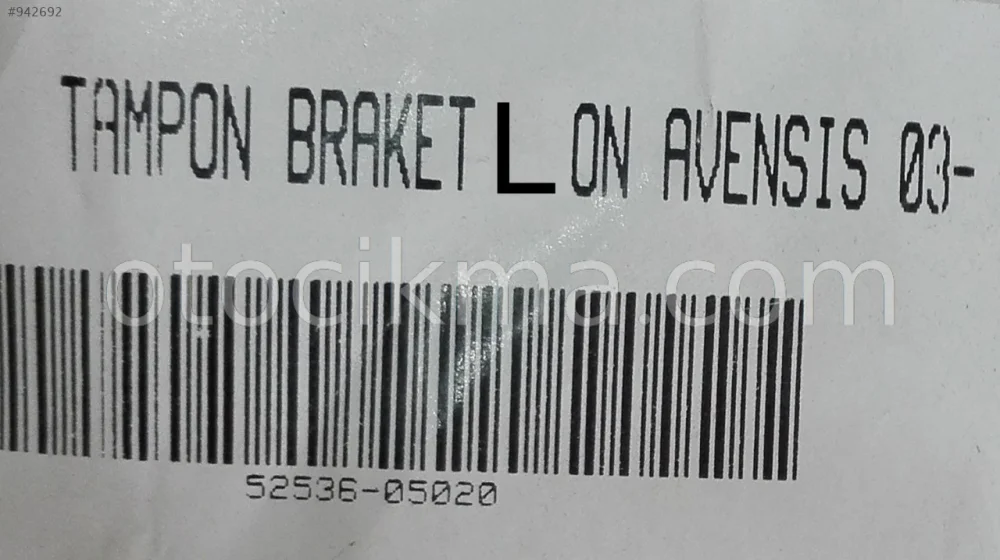 #942692
TAMPON BRAKET L ON AVENSIS 03-
otocikma.com
52536-05020